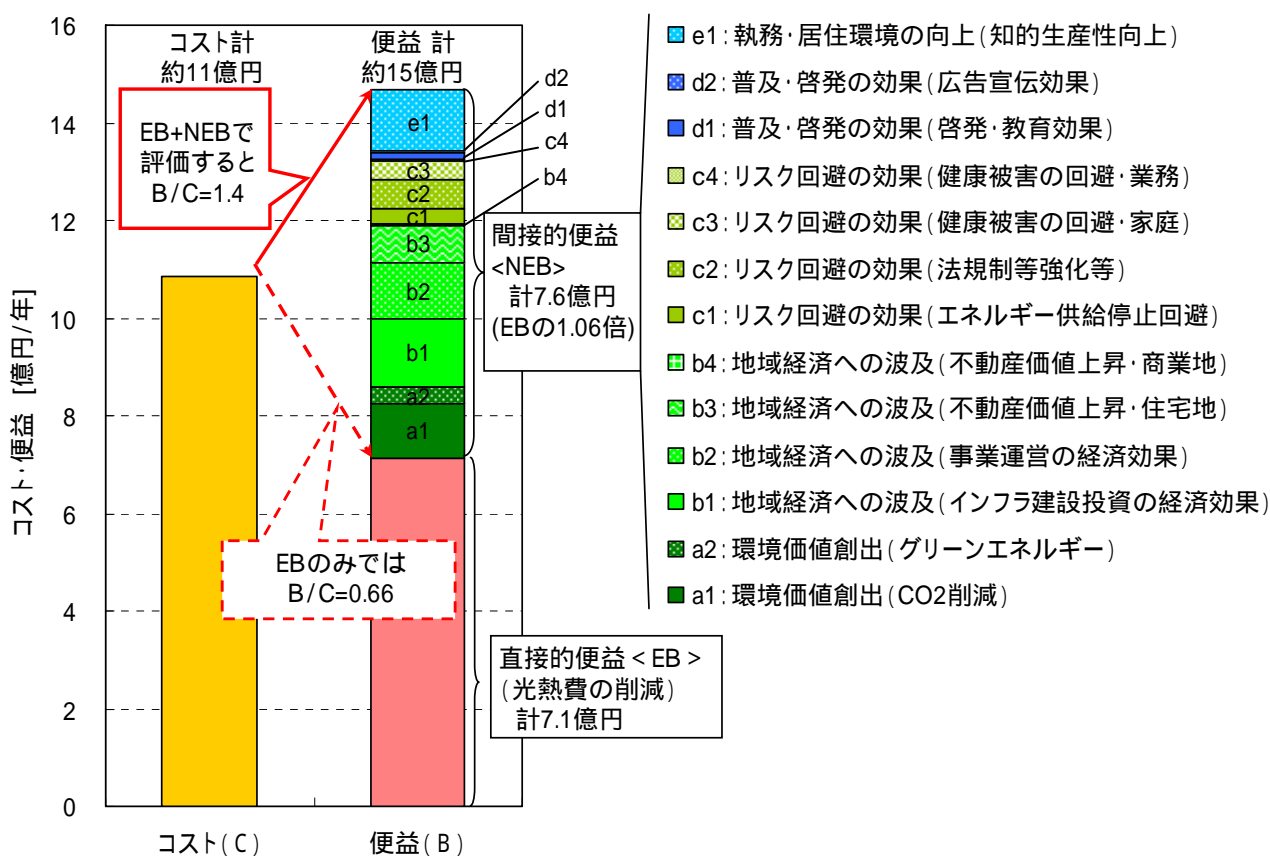 コスト・便益 [億円/年]
16
14
12
10
8
6
4
2
0
コスト計
約11億円
便益 計
約15億円
EB+NEBで
評価すると
B/C=1.4
EBのみでは
B/C=0.66
e1
d2
d1
c4
c3
c2
c1
b4
b3
b2
b1
a2
a1
間接的便益
<NEB>
計7.6億円
(EBの1.06倍)
直接的便益<EB>
(光熱費の削減)
計7.1億円
コスト(C)
便益(B)
e1:執務・居住環境の向上(知的生産性向上)
d2:普及・啓発の効果(広告宣伝効果)
d1:普及・啓発の効果(啓発・教育効果)
c4:リスク回避の効果(健康被害の回避・業務)
c3:リスク回避の効果(健康被害の回避・家庭)
c2:リスク回避の効果(法規制等強化等)
c1:リスク回避の効果(エネルギー供給停止回避)
b4:地域経済への波及(不動産価値上昇・商業地)
b3:地域経済への波及(不動産価値上昇・住宅地)
b2:地域経済への波及(事業運営の経済効果)
b1:地域経済への波及(インフラ建設投資の経済効果)
a2:環境価値創出(グリーンエネルギー)
a1:環境価値創出(CO2削減)